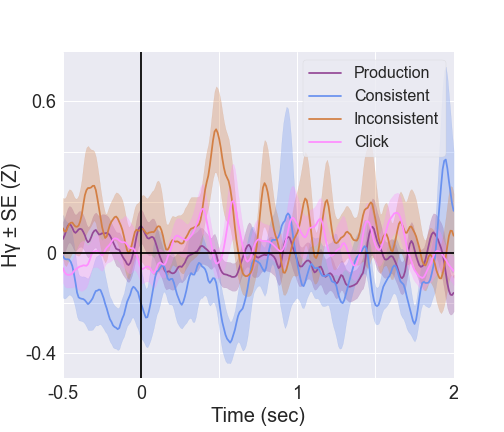 Production
Consistent
Inconsistent
Click
0.6
0
-0.4
Hγ ± SE (Z)
-0.5
0
1
2
Time (sec)